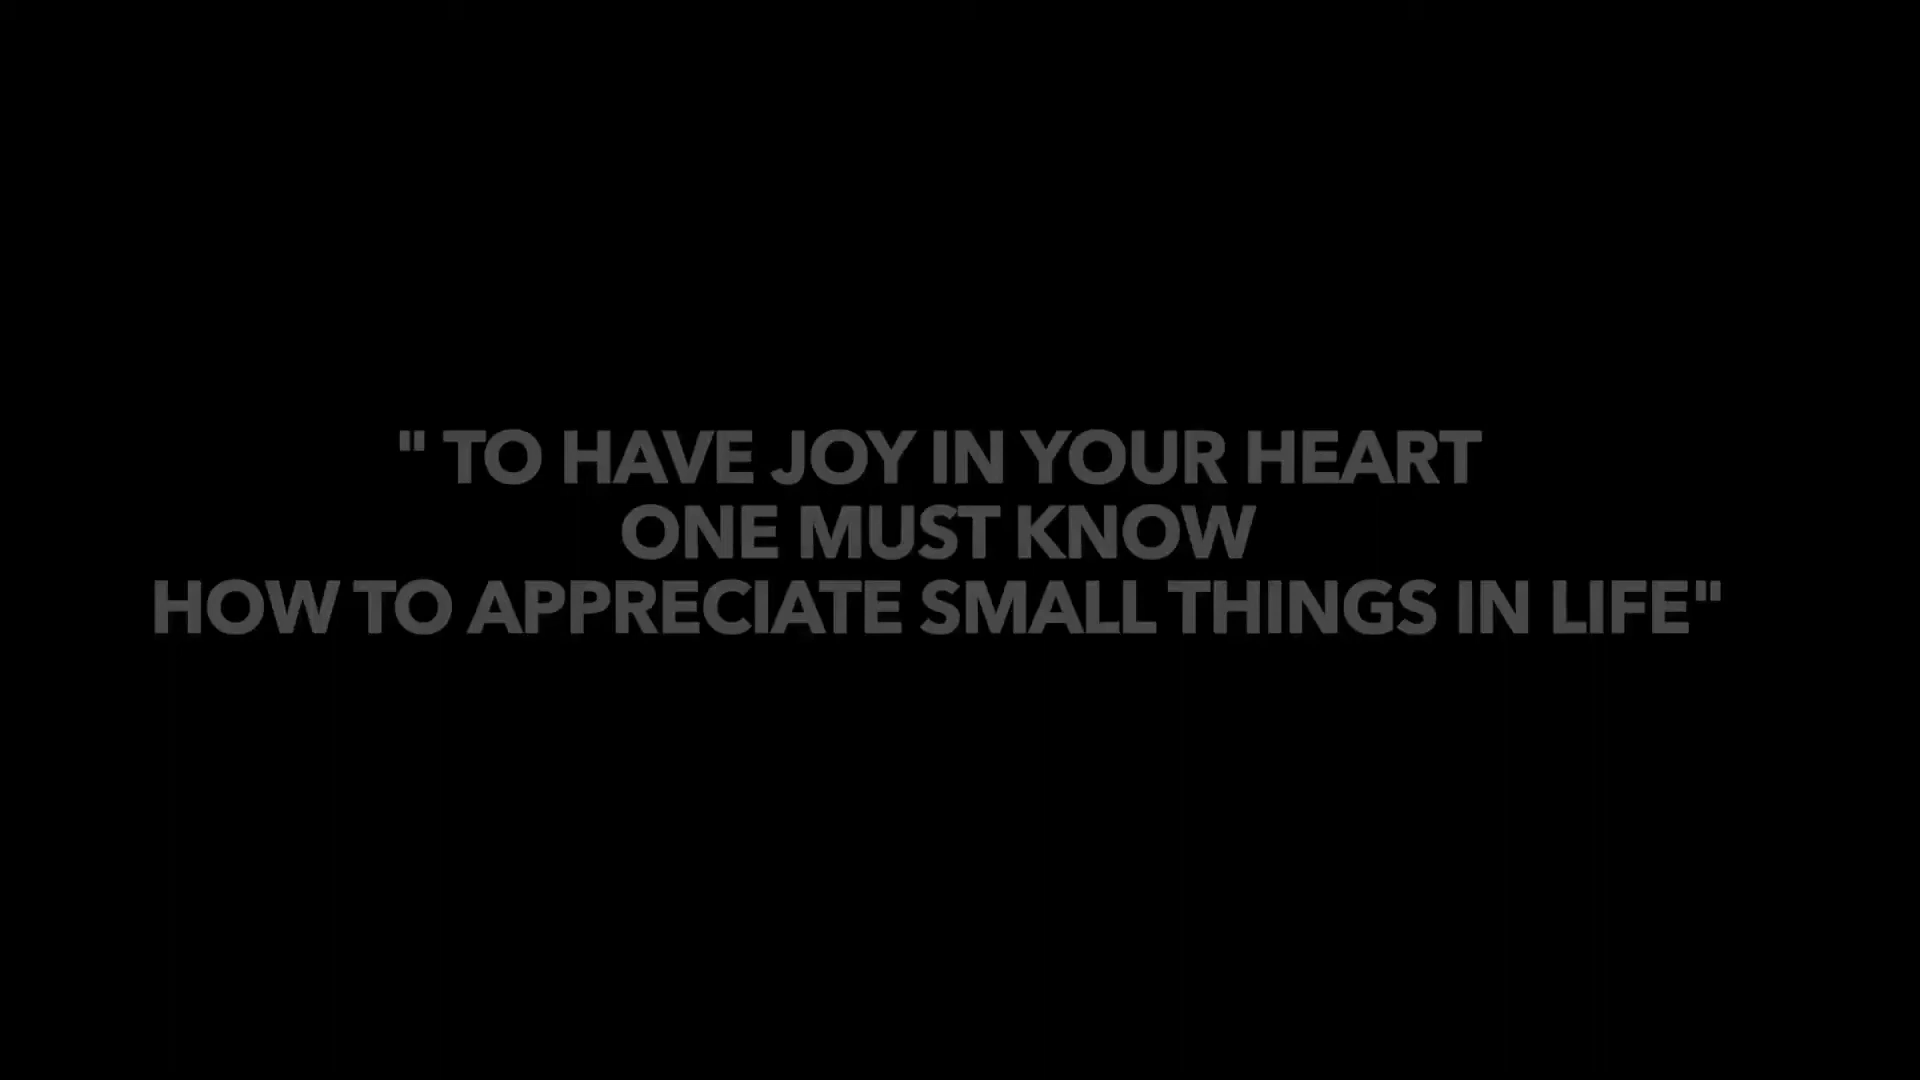 " TO HAVE JOY IN YOUR HEART
ONE MUST KNOW
HOW TO APPRECIATE SMALL THINGS IN LIFE"